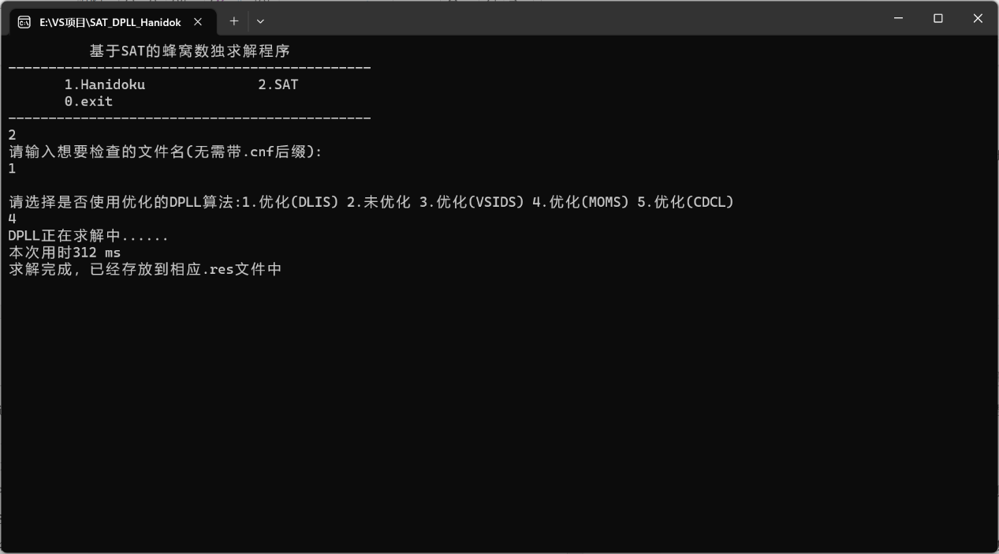 E:\VS项目\SAT_DPLL_Hanidok
基于SAT的蜂窝数独求解程序
---------------------------------------------
1.Hanidoku 2.SAT
0.exit
---------------------------------------------
2
请输入想要检查的文件名(无需带.cnf后缀):
1
请选择是否使用优化的DPLL算法:1.优化(DLIS) 2.未优化 3.优化(VSIDS) 4.优化(MOMS) 5.优化(CDCL)
4
DPLL正在求解中......
本次用时312 ms
求解完成, 已经存放到相应.res文件中